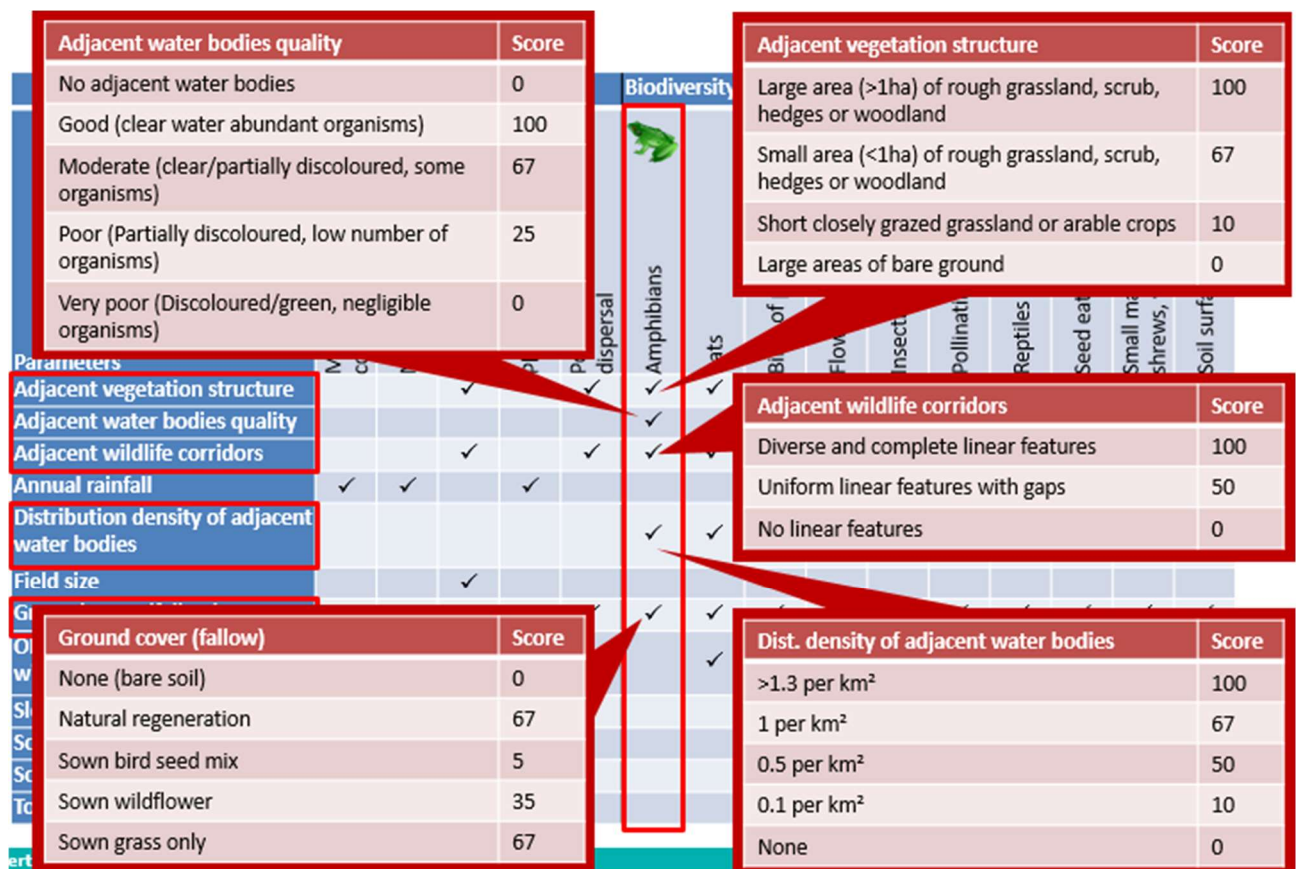 Adjacent water bodies quality Score
No adjacent water bodies 0
Good (clear water abundant organisms) 100
Moderate (clear/partially discoloured, some 67
organisms)
Poor (Partially discoloured, low number of 25
organisms)
Very poor (Discoloured/green, negligible 0
organisms)
Adjacent vegetation structure Score
Large area (>1ha) of rough grassland, scrub, 100
hedges or woodland
Small area (<1ha) of rough grassland, scrub, 67
hedges or woodland
Short closely grazed grassland or arable crops 10
Large areas of bare ground 0
Biodiversity
dispersal
Amphibians
Reptiles
Parameters
Adjacent vegetation structure ✓ ✓ ✓ ✓
Adjacent water bodies quality ✓
Adjacent wildlife corridors ✓ ✓ ✓
Annual rainfall ✓ ✓ ✓
Distribution density of adjacent
water bodies ✓ ✓
Field size ✓
Adjacent wildlife corridors Score
Diverse and complete linear features 100
Uniform linear features with gaps 50
No linear features 0
Ground cover (fallow) Score
None (bare soil) 0
Natural regeneration 67
Sown bird seed mix 5
Sown wildflower 35
Sown grass only 67
Dist. density of adjacent water bodies Score
>1.3 per km² 100
1 per km² 67
0.5 per km² 50
0.1 per km² 10
None 0